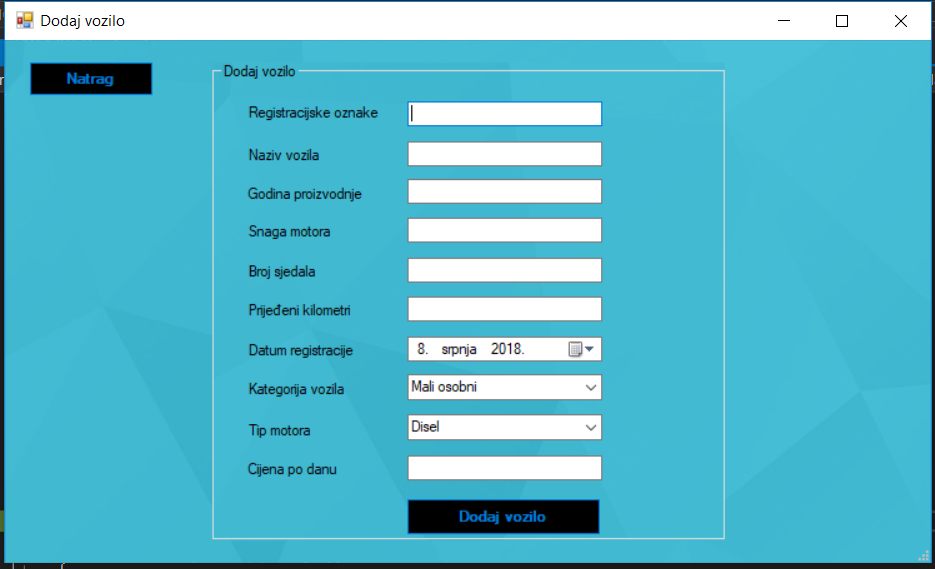 Dodaj vozilo
Natrag
Dodaj vozilo
Registracijske oznake
Naziv vozila
Godina proizvodnje
Snaga motora
Broj sjedala
Prijeđeni kilometri
Datum registracije 8. srpnja 2018.
Kategorija vozila Mali osobni
Tip motora Disel
Cijena po danu
Dodaj vozilo